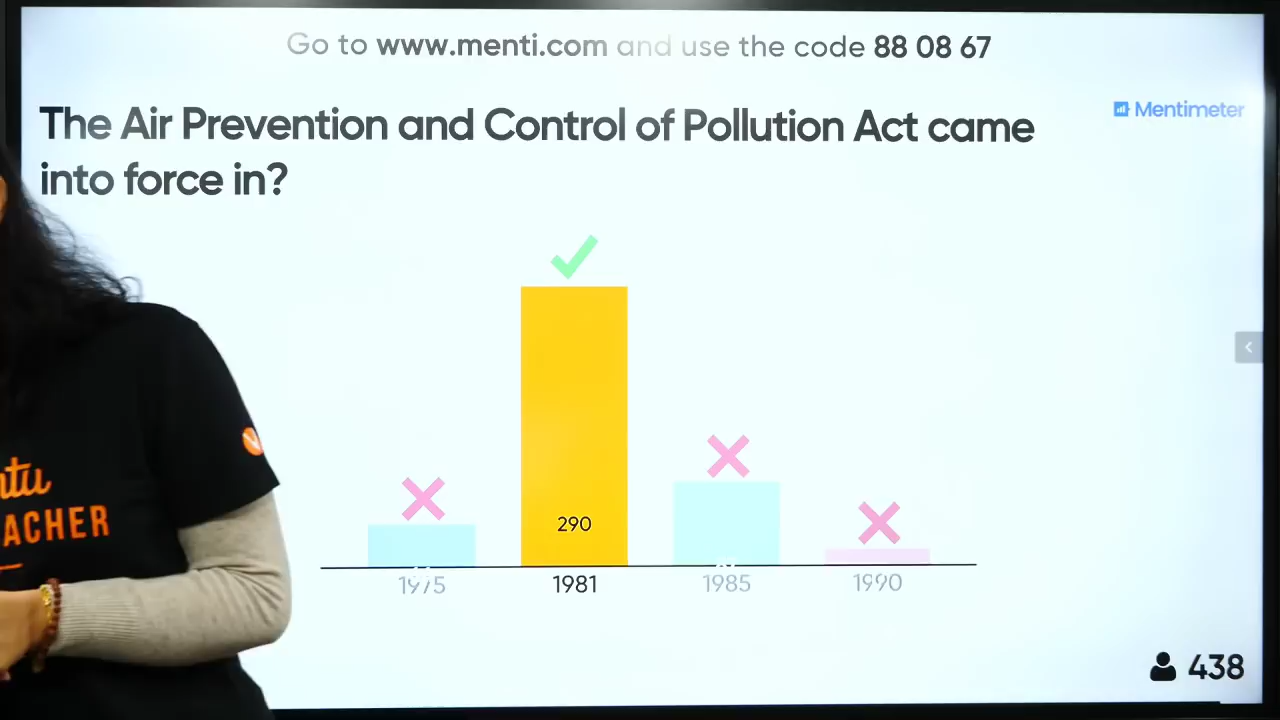 Go to www.menti.com and use the code 88 08 67
Mentimeter
The Air Prevention and Control of Pollution Act came
into force in?
290
1975
1981
1985
1990
ACHER
438